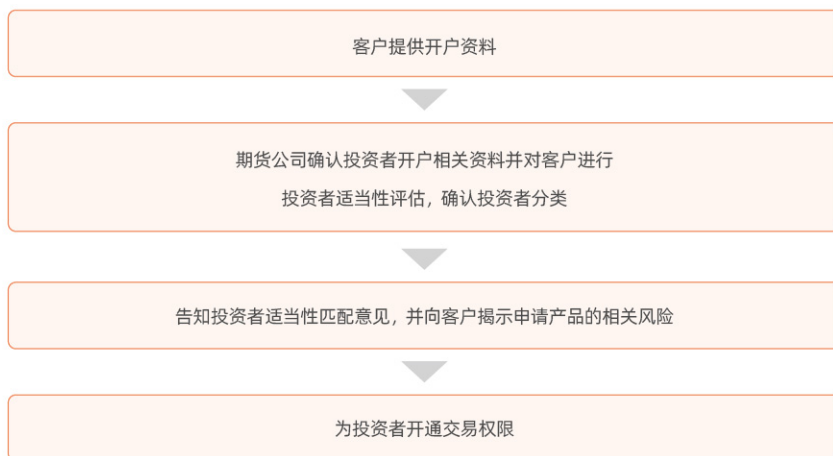 客户提供开户资料
期货公司确认投资者开户相关资料并对客户进行
投资者适当性评估，确认投资者分类
告知投资者适当性匹配意见，并向客户揭示申请产品的相关风险
为投资者开通交易权限